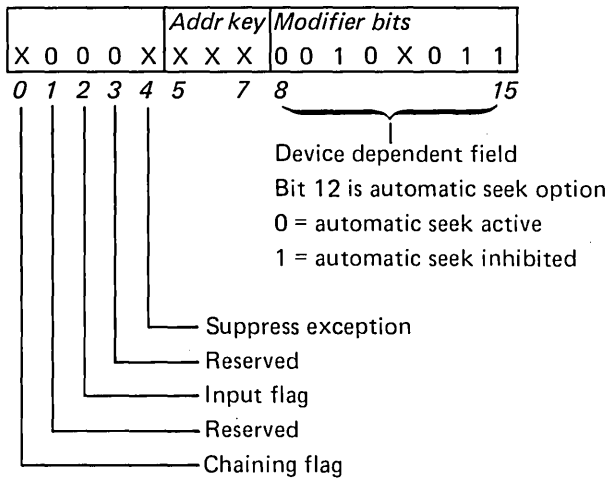 Addr key Modifier bits
X 0 0 0 X X X X 0 0 1 0 X 0 1 1
0 1 2 3 4 5 7 8 15
Device dependent field
Bit 12 is automatic seek option
0 = automatic seek active
1 = automatic seek inhibited
Suppress exception
Reserved
Input flag
Reserved
Chaining flag